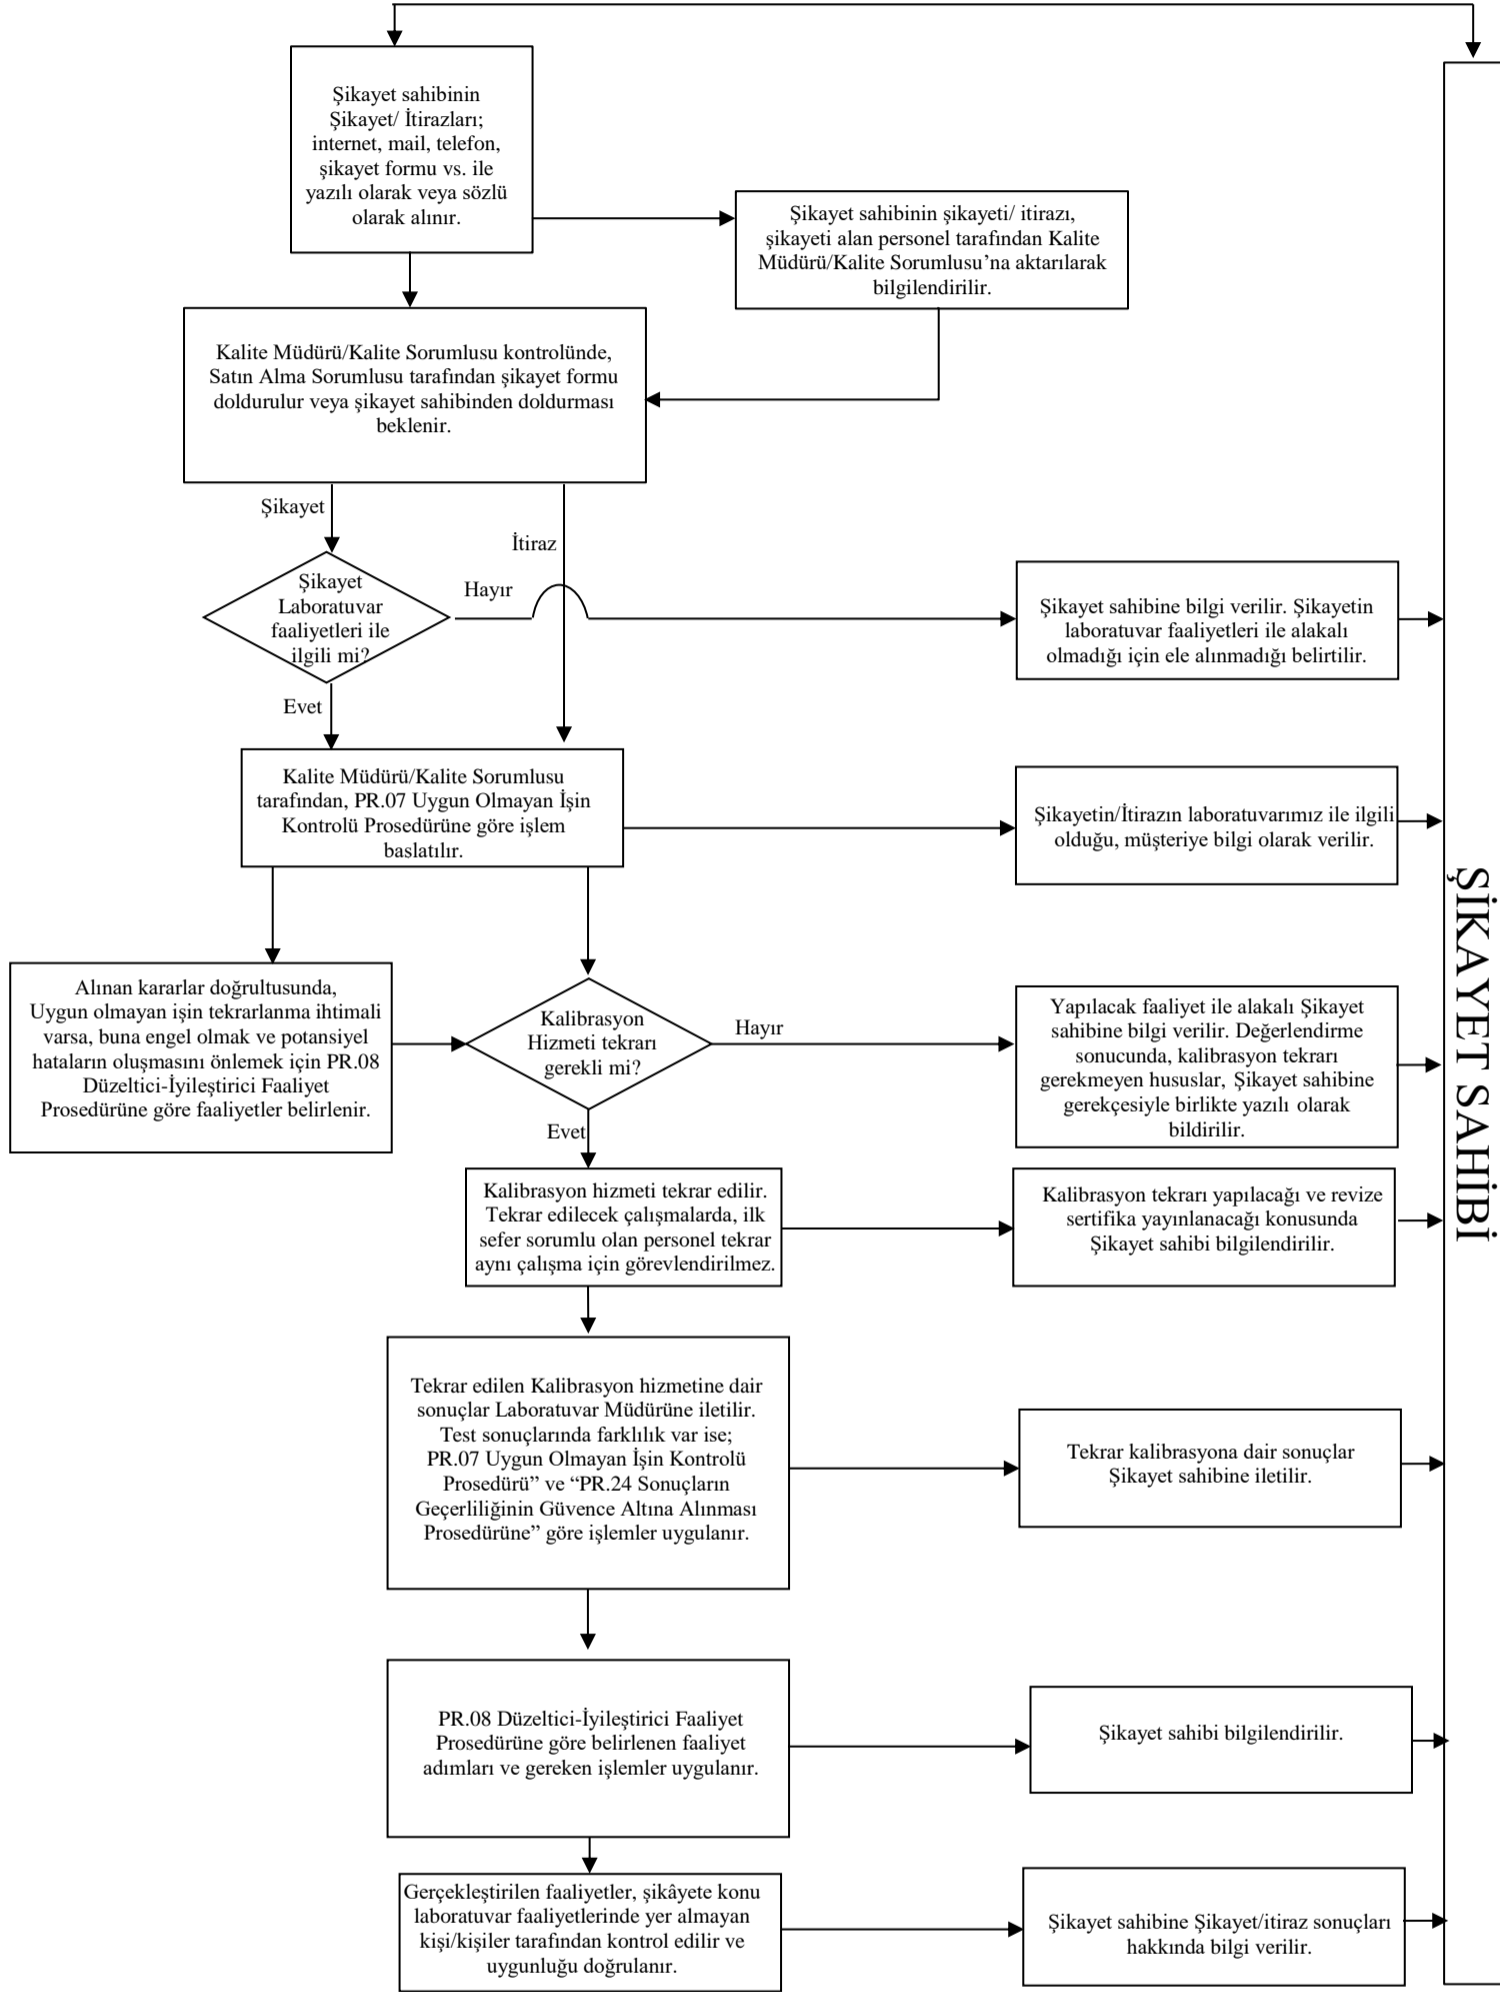 Şikayet sahibinin
Şikayet/ İtirazları;
internet, mail, telefon,
şikayet formu vs. ile
yazılı olarak veya sözlü
olarak alınır.
Şikayet sahibinin şikayeti/ itirazı,
şikayeti alan personel tarafından Kalite
Müdürü/Kalite Sorumlusu’na aktarılarak
bilgilendirilir.
Kalite Müdürü/Kalite Sorumlusu kontrolünde,
Satın Alma Sorumlusu tarafından şikayet formu
doldurulur veya şikayet sahibinden doldurması
beklenir.
Şikayet
İtiraz
Şikayet
Laboratuvar
faaliyetleri ile
ilgili mi?
Hayır
Şikayet sahibine bilgi verilir. Şikayetin
laboratuvar faaliyetleri ile alakalı
olmadığı için ele alınmadığı belirtilir.
Evet
Kalite Müdürü/Kalite Sorumlusu
tarafından, PR.07 Uygun Olmayan İşin
Kontrolü Prosedürüne göre işlem
baslatılır.
Şikayetin/İtirazın laboratuvarımız ile ilgili
olduğu, müşteriye bilgi olarak verilir.
Alınan kararlar doğrultusunda,
Uygun olmayan işin tekrarlanma ihtimali
varsa, buna engel olmak ve potansiyel
hataların oluşmasını önlemek için PR.08
Düzeltici-İyileştirici Faaliyet
Prosedürüne göre faaliyetler belirlenir.
Kalibrasyon
Hizmeti tekrarı
gerekli mi?
Hayır
Yapılacak faaliyet ile alakalı Şikayet
sahibine bilgi verilir. Değerlendirme
sonucunda, kalibrasyon tekrarı
gerekmeyen hususlar, Şikayet sahibine
gerekçesiyle birlikte yazılı olarak
bildirilir.
Evet
Kalibrasyon hizmeti tekrar edilir.
Tekrar edilecek çalışmalarda, ilk
sefer sorumlu olan personel tekrar
aynı çalışma için görevlendirilmez.
Kalibrasyon tekrarı yapılacağı ve revize
sertifika yayınlanacağı konusunda
Şikayet sahibi bilgilendirilir.
Tekrar edilen Kalibrasyon hizmetine dair
sonuçlar Laboratuvar Müdürüne iletilir.
Test sonuçlarında farklılık var ise;
PR.07 Uygun Olmayan İşin Kontrolü
Prosedürü” ve “PR.24 Sonuçların
Geçerliliğinin Güvence Altına Alınması
Prosedürüne” göre işlemler uygulanır.
Tekrar kalibrasyona dair sonuçlar
Şikayet sahibine iletilir.
PR.08 Düzeltici-İyileştirici Faaliyet
Prosedürüne göre belirlenen faaliyet
adımları ve gereken işlemler uygulanır.
Şikayet sahibi bilgilendirilir.
Gerçekleştirilen faaliyetler, şikâyete konu
laboratuvar faaliyetlerinde yer almayan
kişi/kişiler tarafından kontrol edilir ve
uygunluğu doğrulanır.
Şikayet sahibine Şikayet/itiraz sonuçları
hakkında bilgi verilir.
ŞİKAYET SAHİBİ